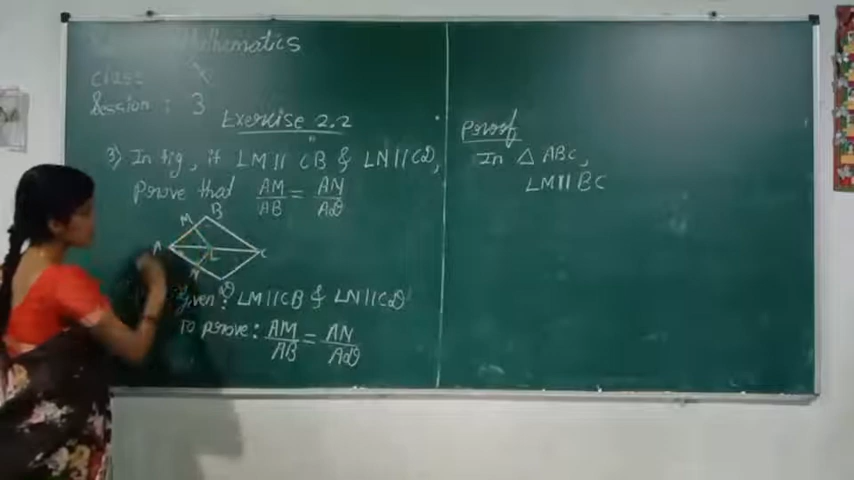 Mathematics
Class
Session : 3
Exercise 2.2
3) In fig, if LM || CB & LN || CD,
Prove that AM/AB = AN/AD
B
M
A
L
C
N
D
Given : LM || CB & LN || CD
To prove : AM/AB = AN/AD
Proof
In △ ABC,
LM || BC